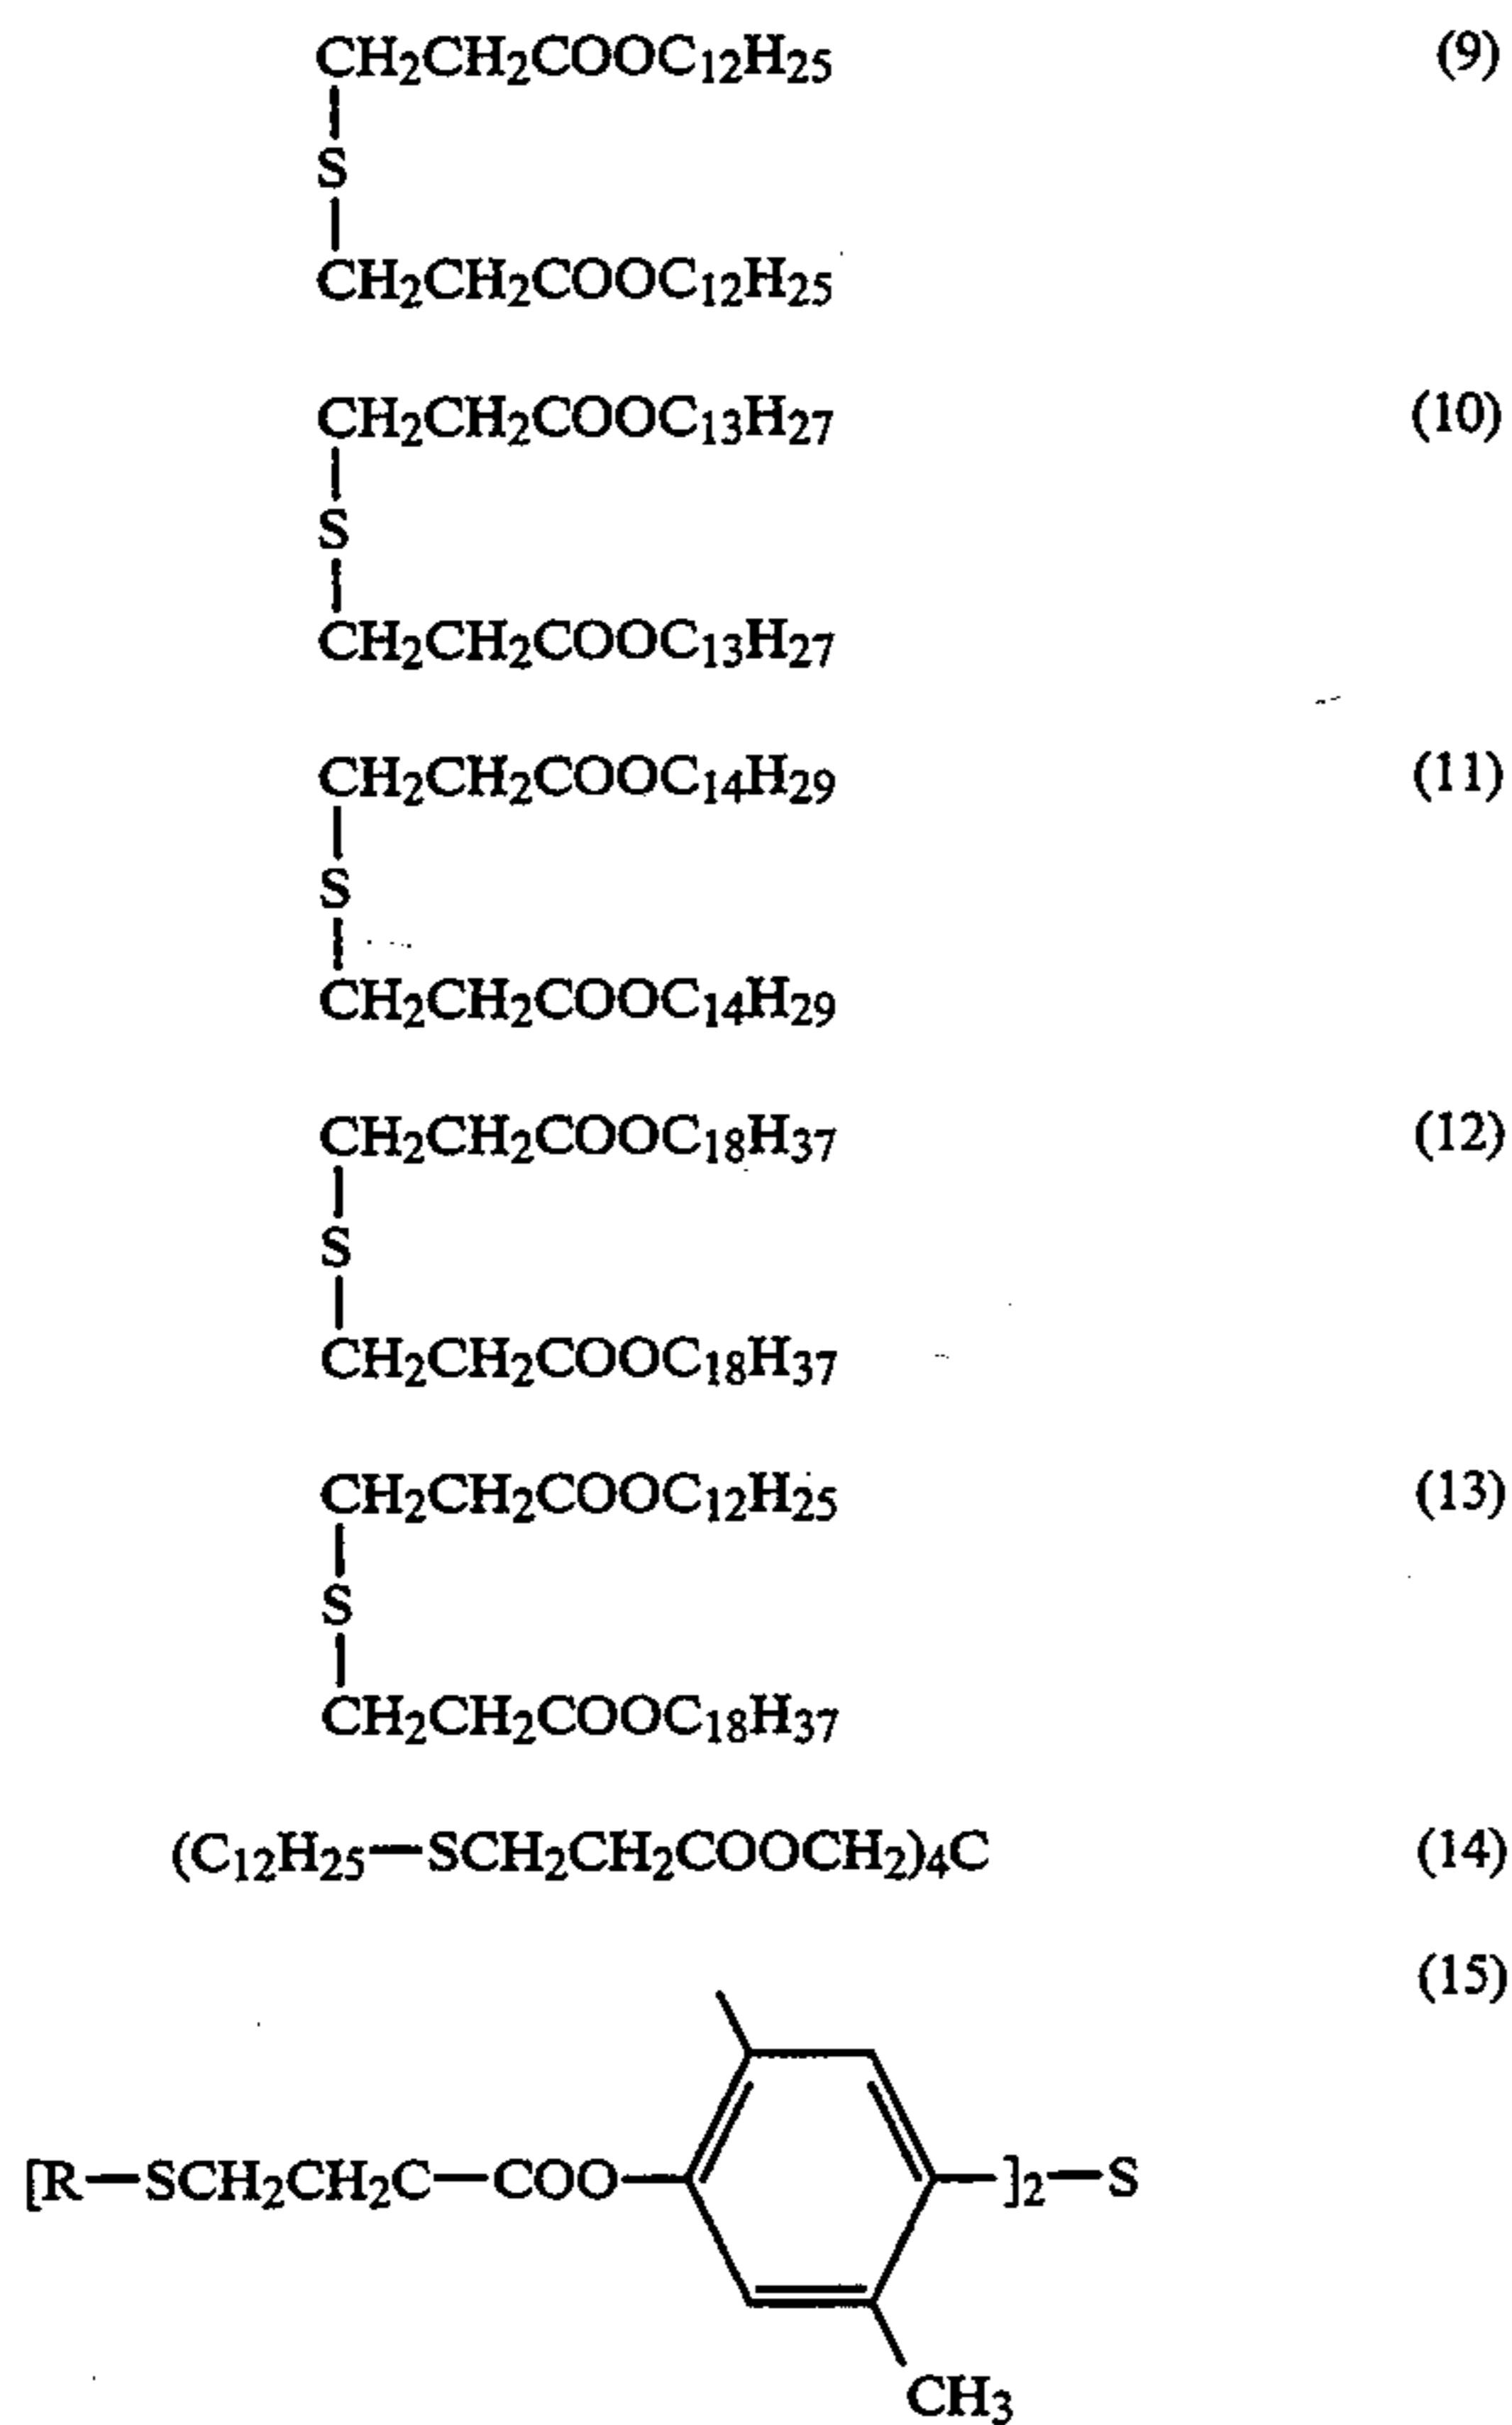 CH2CH2COOC12H25 (9)
S
CH2CH2COOC12H25
CH2CH2COOC13H27 (10)
S
CH2CH2COOC13H27
CH2CH2COOC14H29 (11)
S
CH2CH2COOC14H29
CH2CH2COOC18H37 (12)
S
CH2CH2COOC18H37
CH2CH2COOC12H25 (13)
S
CH2CH2COOC18H37
(C12H25—SCH2CH2COOCH2)4C (14)
(15)
[R—SCH2CH2C—COO— —]2—S
CH3